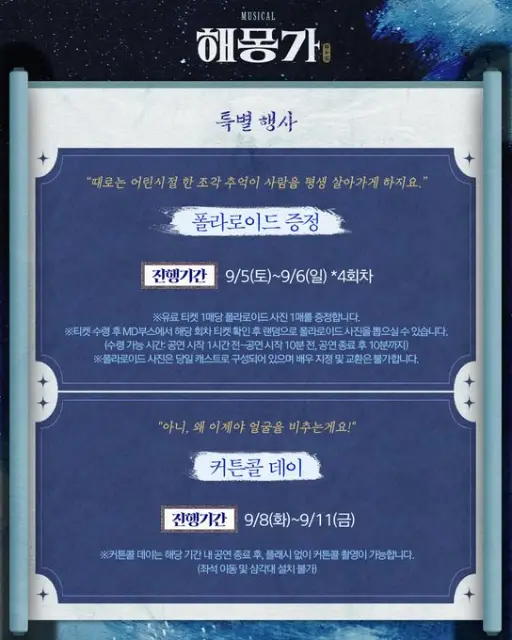 MUSICAL
해몽가
특별 행사
“때로는 어린시절 한 조각 추억이 사람을 평생 살아가게 하지요.”
폴라로이드 증정
진행기간 9/5(토)~9/6(일) *4회차
※유료 티켓 1매당 폴라로이드 사진 1매를 증정합니다.
※티켓 수령 후 MD부스에서 해당 회차 티켓 확인 후 랜덤으로 폴라로이드 사진을 뽑으실 수 있습니다.
(수령 가능 시간: 공연 시작 1시간 전~공연 시작 10분 전, 공연 종료 후 10분까지)
※폴라로이드 사진은 당일 캐스트로 구성되어 있으며 배우 지정 및 교환은 불가합니다.
"아니, 왜 이제야 얼굴을 비추는게요!"
커튼콜 데이
진행기간 9/8(화)~9/11(금)
※커튼콜 데이는 해당 기간 내 공연 종료 후, 플래시 없이 커튼콜 촬영이 가능합니다.
(좌석 이동 및 삼각대 설치 불가)